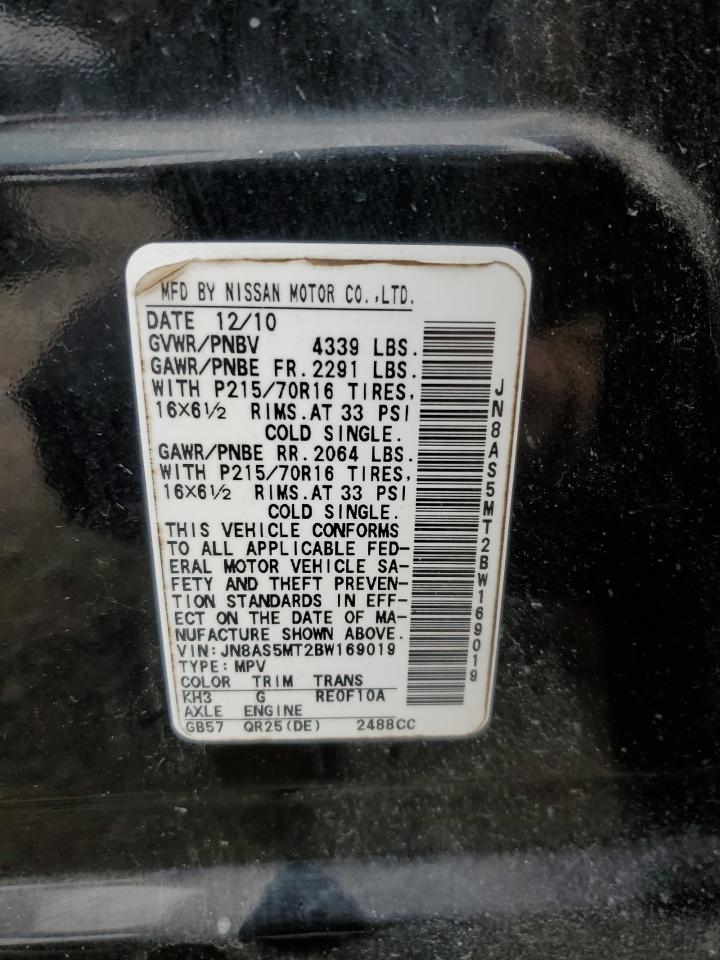 MFD BY NISSAN MOTOR CO.,LTD.
DATE 12/10
GVWR/PNBV 4339 LBS.
GAWR/PNBE FR. 2291 LBS.
WITH P215/70R16 TIRES,
16×6½ RIMS. AT 33 PSI
COLD SINGLE.
GAWR/PNBE RR. 2064 LBS.
WITH P215/70R16 TIRES,
16×6½ RIMS. AT 33 PSI
COLD SINGLE.
THIS VEHICLE CONFORMS
TO ALL APPLICABLE FED-
ERAL MOTOR VEHICLE SA-
FETY AND THEFT PREVEN-
TION STANDARDS IN EFF-
ECT ON THE DATE OF MA-
NUFACTURE SHOWN ABOVE.
VIN: JN8AS5MT2BW169019
TYPE: MPV
COLOR TRIM TRANS
KH3 G RE0F10A
AXLE ENGINE
GB57 QR25(DE) 2488CC
JN8AS5MT2BW169019